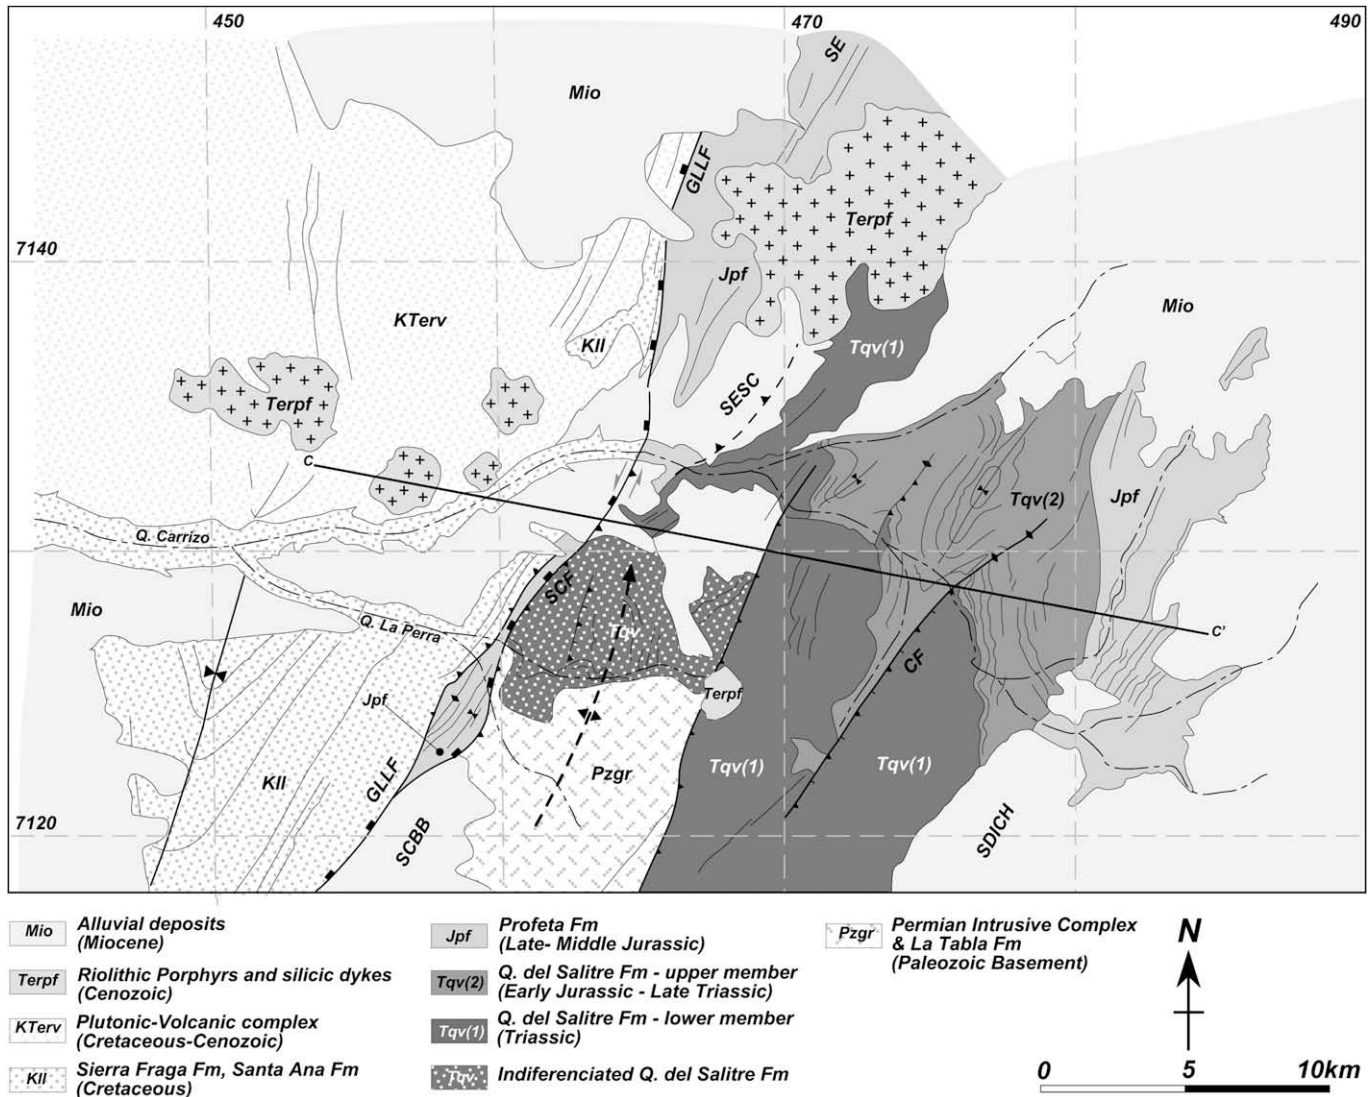 450
470
490
SE
Mio
GLLF
Terpf
7140
Jpf
KTerv
Mio
Kll
Tqv(1)
SESC
Terpf
C
Tqv(2)
Jpf
Q. Carrizo
SCF
Mio
Q. La Perra
Tqv
C'
CF
Jpf
Terpf
Kll
GLLF
Pzgr
Tqv(1)
Tqv(1)
7120
SCBB
SDICH
Mio
Alluvial deposits
(Miocene)
Terpf
Riolithic Porphyrs and silicic dykes
(Cenozoic)
KTerv
Plutonic-Volcanic complex
(Cretaceous-Cenozoic)
Kll
Sierra Fraga Fm, Santa Ana Fm
(Cretaceous)
Jpf
Profeta Fm
(Late- Middle Jurassic)
Tqv(2)
Q. del Salitre Fm - upper member
(Early Jurassic - Late Triassic)
Tqv(1)
Q. del Salitre Fm - lower member
(Triassic)
Tqv
Indiferenciated Q. del Salitre Fm
Pzgr
Permian Intrusive Complex
& La Tabla Fm
(Paleozoic Basement)
N
0 5 10km